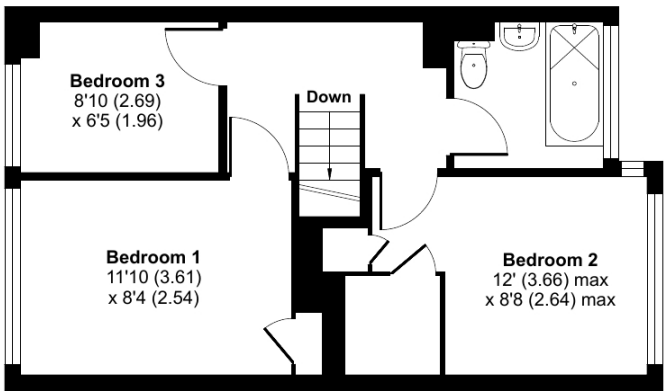 Bedroom 3
8'10 (2.69)
x 6'5 (1.96)
Down
Bedroom 1
11'10 (3.61)
x 8'4 (2.54)
Bedroom 2
12' (3.66) max
x 8'8 (2.64) max